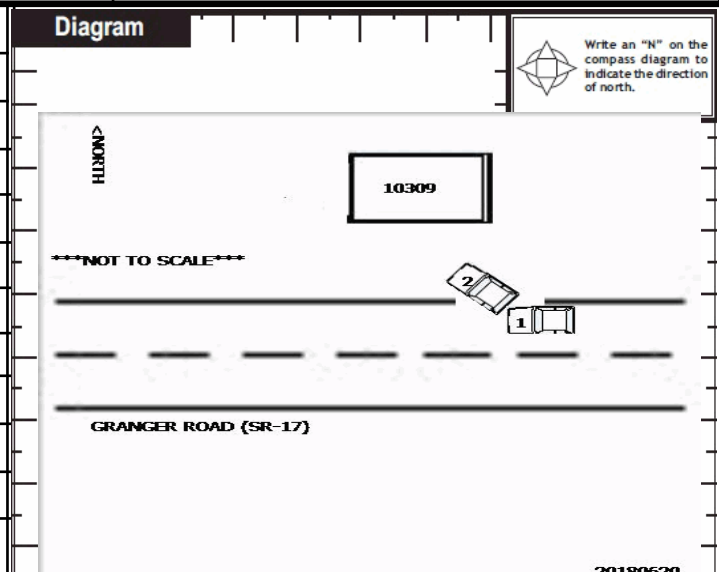 Diagram
Write an “N” on the
compass diagram to
indicate the direction
of north.
<NORTH
10309
***NOT TO SCALE***
2
1
GRANGER ROAD (SR-17)
20180620